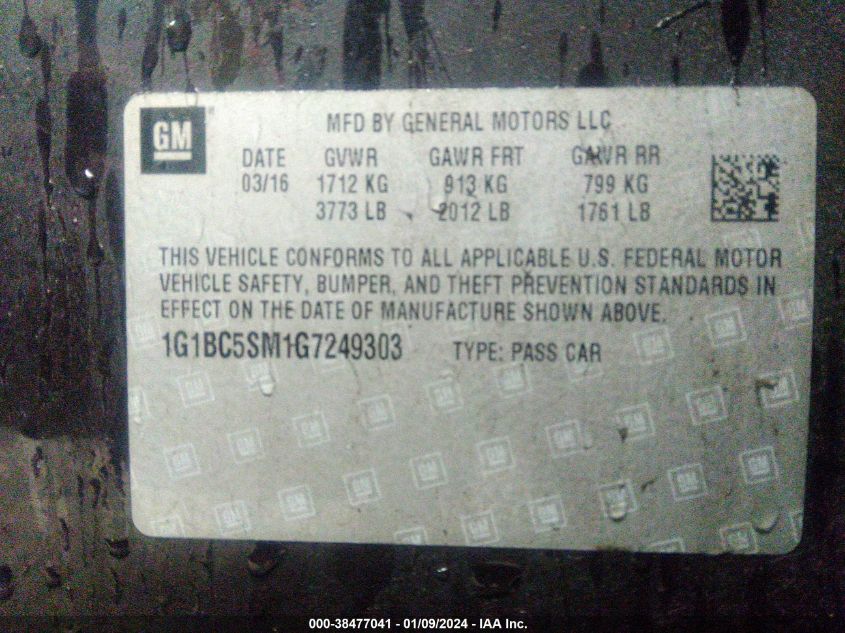 GM
MFD BY GENERAL MOTORS LLC
DATE GVWR GAWR FRT GAWR RR
03/16 1712 KG 913 KG 799 KG
3773 LB 2012 LB 1761 LB
THIS VEHICLE CONFORMS TO ALL APPLICABLE U.S. FEDERAL MOTOR
VEHICLE SAFETY, BUMPER, AND THEFT PREVENTION STANDARDS IN
EFFECT ON THE DATE OF MANUFACTURE SHOWN ABOVE.
1G1BC5SM1G7249303 TYPE: PASS CAR
000-38477041 - 01/09/2024 - IAA Inc.